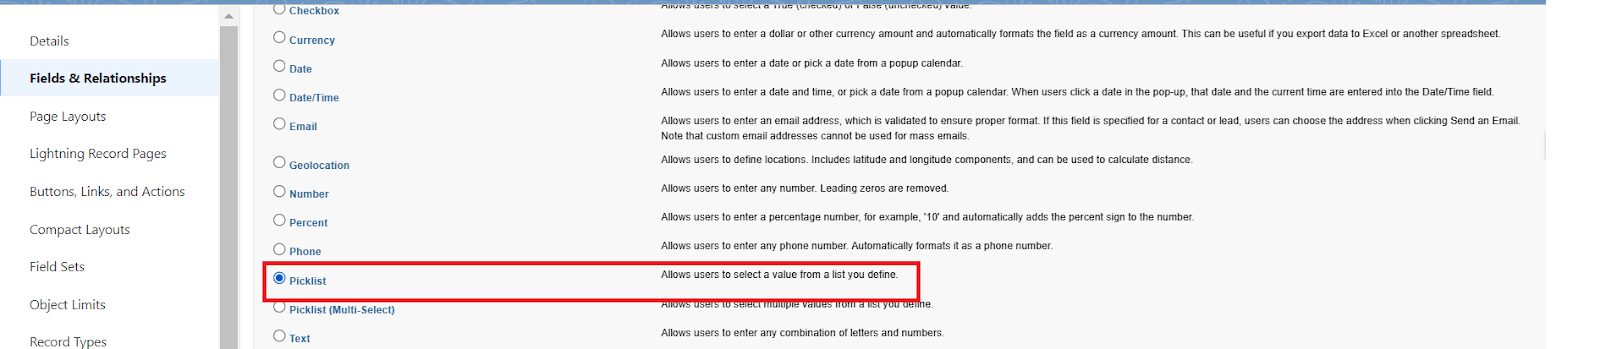 Checkbox
Allows users to select a True (checked) or False (unchecked) value.
Details
Currency
Allows users to enter a dollar or other currency amount and automatically formats the field as a currency amount. This can be useful if you export data to Excel or another spreadsheet.
Date
Allows users to enter a date or pick a date from a popup calendar.
Fields & Relationships
Date/Time
Allows users to enter a date and time, or pick a date from a popup calendar. When users click a date in the pop-up, that date and the current time are entered into the Date/Time field.
Page Layouts
Email
Allows users to enter an email address, which is validated to ensure proper format. If this field is specified for a contact or lead, users can choose the address when clicking Send an Email.
Note that custom email addresses cannot be used for mass emails.
Lightning Record Pages
Geolocation
Allows users to define locations. Includes latitude and longitude components, and can be used to calculate distance.
Buttons, Links, and Actions
Number
Allows users to enter any number. Leading zeros are removed.
Percent
Allows users to enter a percentage number, for example, '10' and automatically adds the percent sign to the number.
Compact Layouts
Phone
Allows users to enter any phone number. Automatically formats it as a phone number.
Field Sets
Picklist
Allows users to select a value from a list you define.
Object Limits
Picklist (Multi-Select)
Allows users to select multiple values from a list you define.
Record Types
Text
Allows users to enter any combination of letters and numbers.